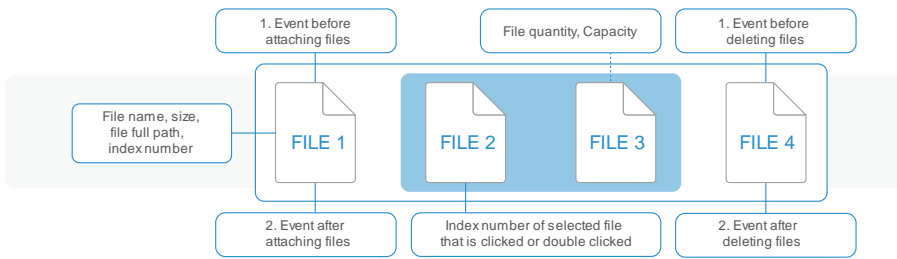 1. Event before
attaching files
File quantity, Capacity
1. Event before
deleting files
File name, size,
file full path,
index number
FILE 1
FILE 2
FILE 3
FILE 4
2. Event after
attaching files
Index number of selected file
that is clicked or double clicked
2. Event after
deleting files